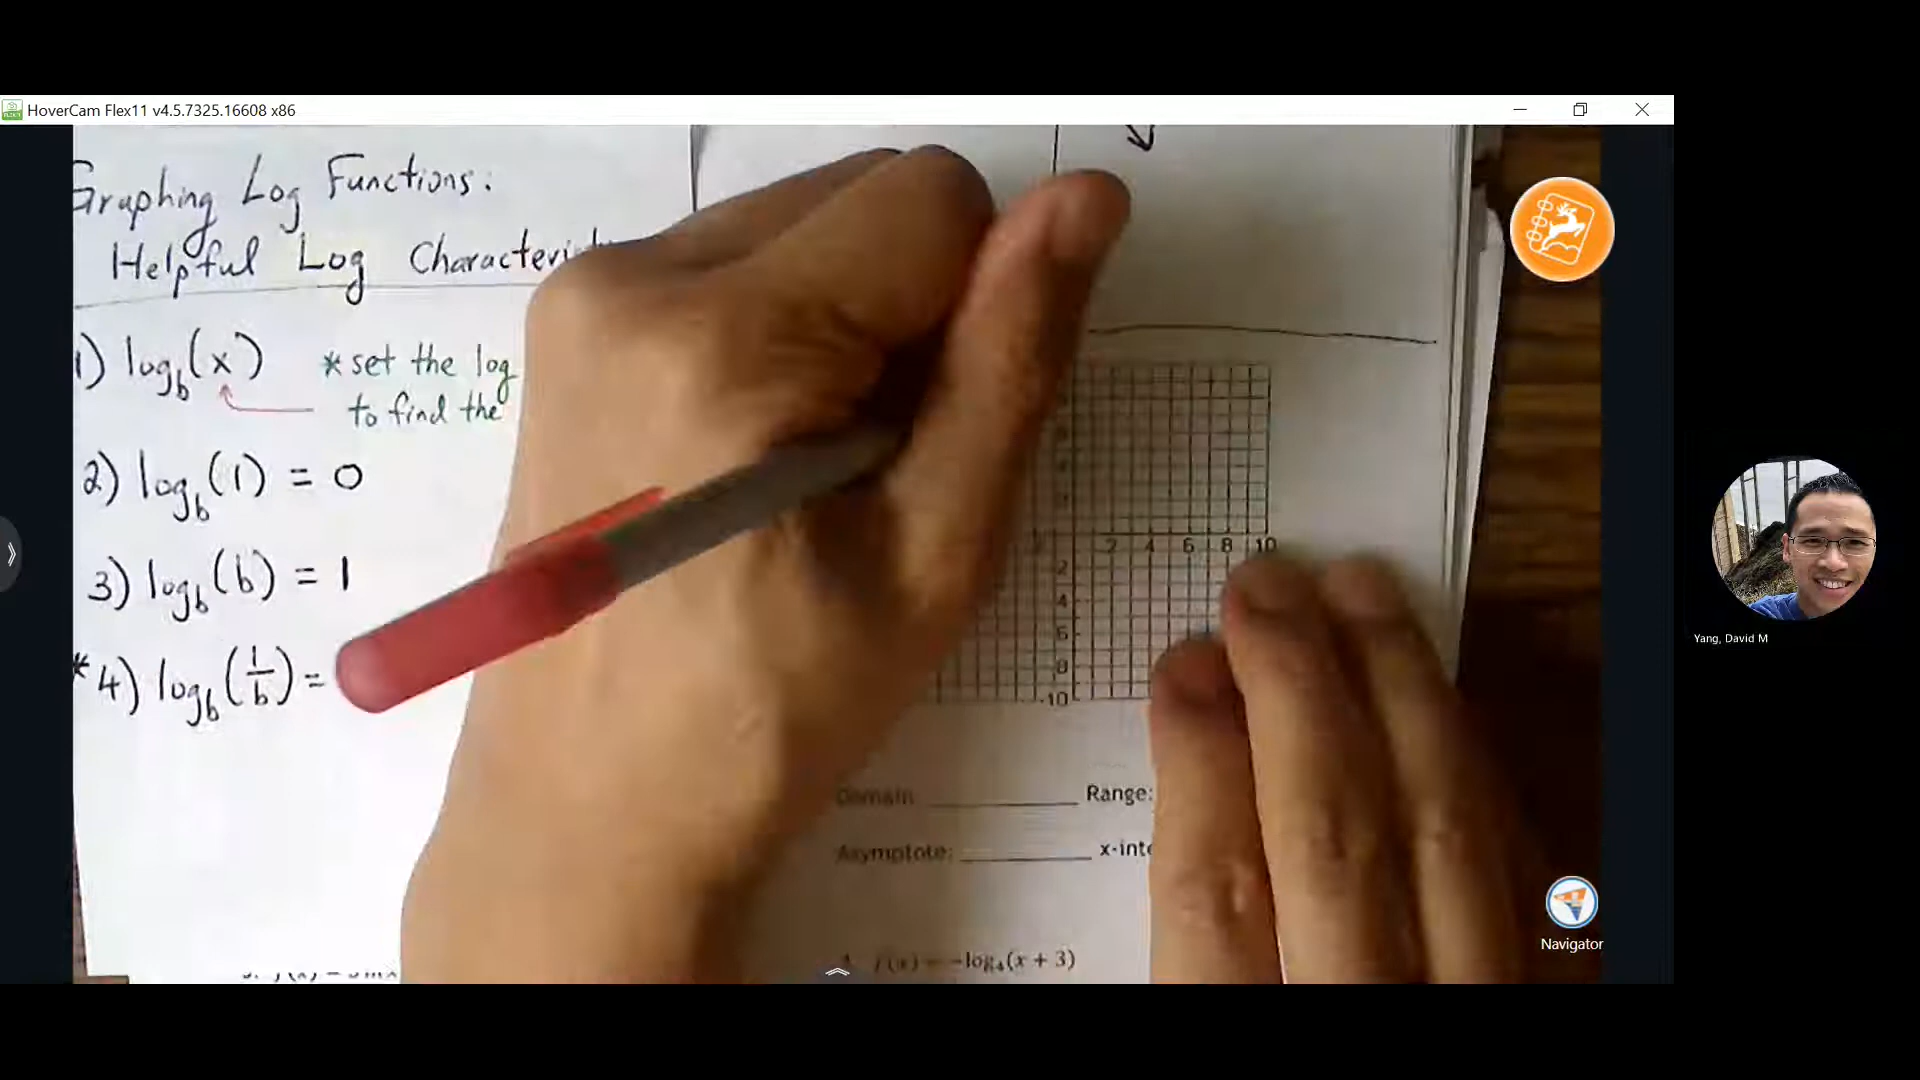 HoverCam Flex11 v4.5.7325.16608 x86
Graphing Log Functions:
Helpful Log
1) log_b(x)
* set the log
to find the
2) log_b(1) = 0
3) log_b(b) = 1
*4) log_b(1/b) =
2 4 6 8 10
2
4
6
8
-10
Domain: Range:
Asymptote:
f(x) = -log₄(x + 3)
Navigator
Yang, David M